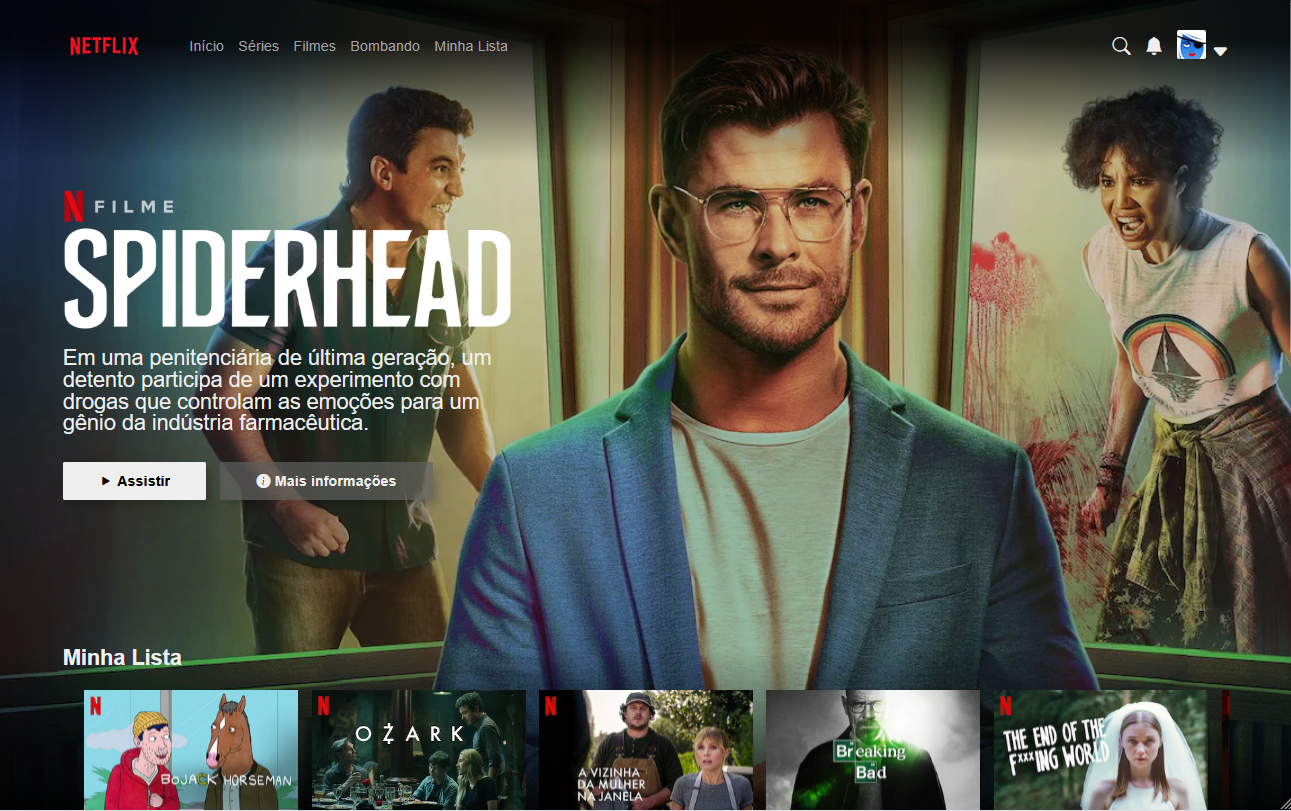 NETFLIX
Início Séries Filmes Bombando Minha Lista
N FILME
SPIDERHEAD
Em uma penitenciária de última geração, um
detento participa de um experimento com
drogas que controlam as emoções para um
gênio da indústria farmacêutica.
Assistir
Mais informações
Minha Lista
N
BOJACK HORSEMAN
N
OZARK
N
A VIZINHA
DA MULHER
NA JANELA
Breaking
Bad
N
THE END OF THE
F***ING WORLD